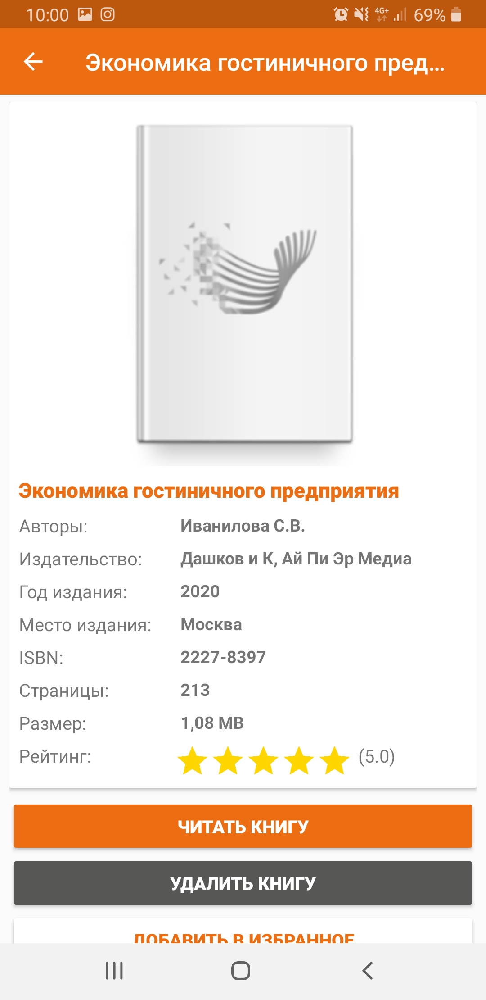 10:00 4G+ 69%
Экономика гостиничного пред...
Экономика гостиничного предприятия
Авторы: Иванилова С.В.
Издательство: Дашков и К, Ай Пи Эр Медиа
Год издания: 2020
Место издания: Москва
ISBN: 2227-8397
Страницы: 213
Размер: 1,08 MB
Рейтинг: (5.0)
ЧИТАТЬ КНИГУ
УДАЛИТЬ КНИГУ
ДОБАВИТЬ В ИЗБРАННОЕ